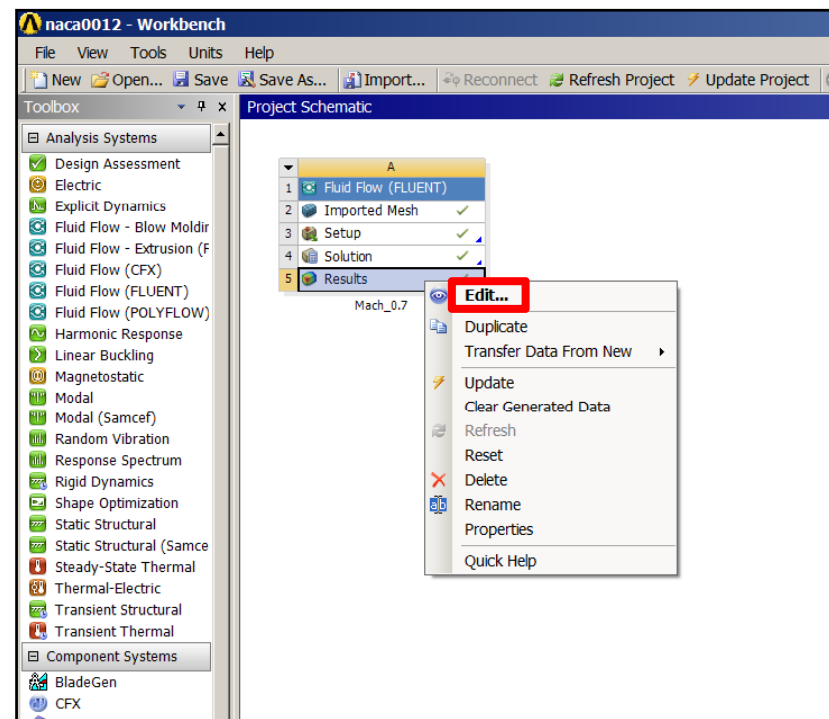 naca0012 - Workbench
File View Tools Units Help
New Open... Save Save As... Import... Reconnect Refresh Project Update Project
Toolbox
Project Schematic
Analysis Systems
Design Assessment
Electric
Explicit Dynamics
Fluid Flow - Blow Moldir
Fluid Flow - Extrusion (F
Fluid Flow (CFX)
Fluid Flow (FLUENT)
Fluid Flow (POLYFLOW)
Harmonic Response
Linear Buckling
Magnetostatic
Modal
Modal (Samcef)
Random Vibration
Response Spectrum
Rigid Dynamics
Shape Optimization
Static Structural
Static Structural (Samce
Steady-State Thermal
Thermal-Electric
Transient Structural
Transient Thermal
Component Systems
BladeGen
CFX
A
1 Fluid Flow (FLUENT)
2 Imported Mesh
3 Setup
4 Solution
5 Results
Mach_0.7
Edit...
Duplicate
Transfer Data From New
Update
Clear Generated Data
Refresh
Reset
Delete
Rename
Properties
Quick Help